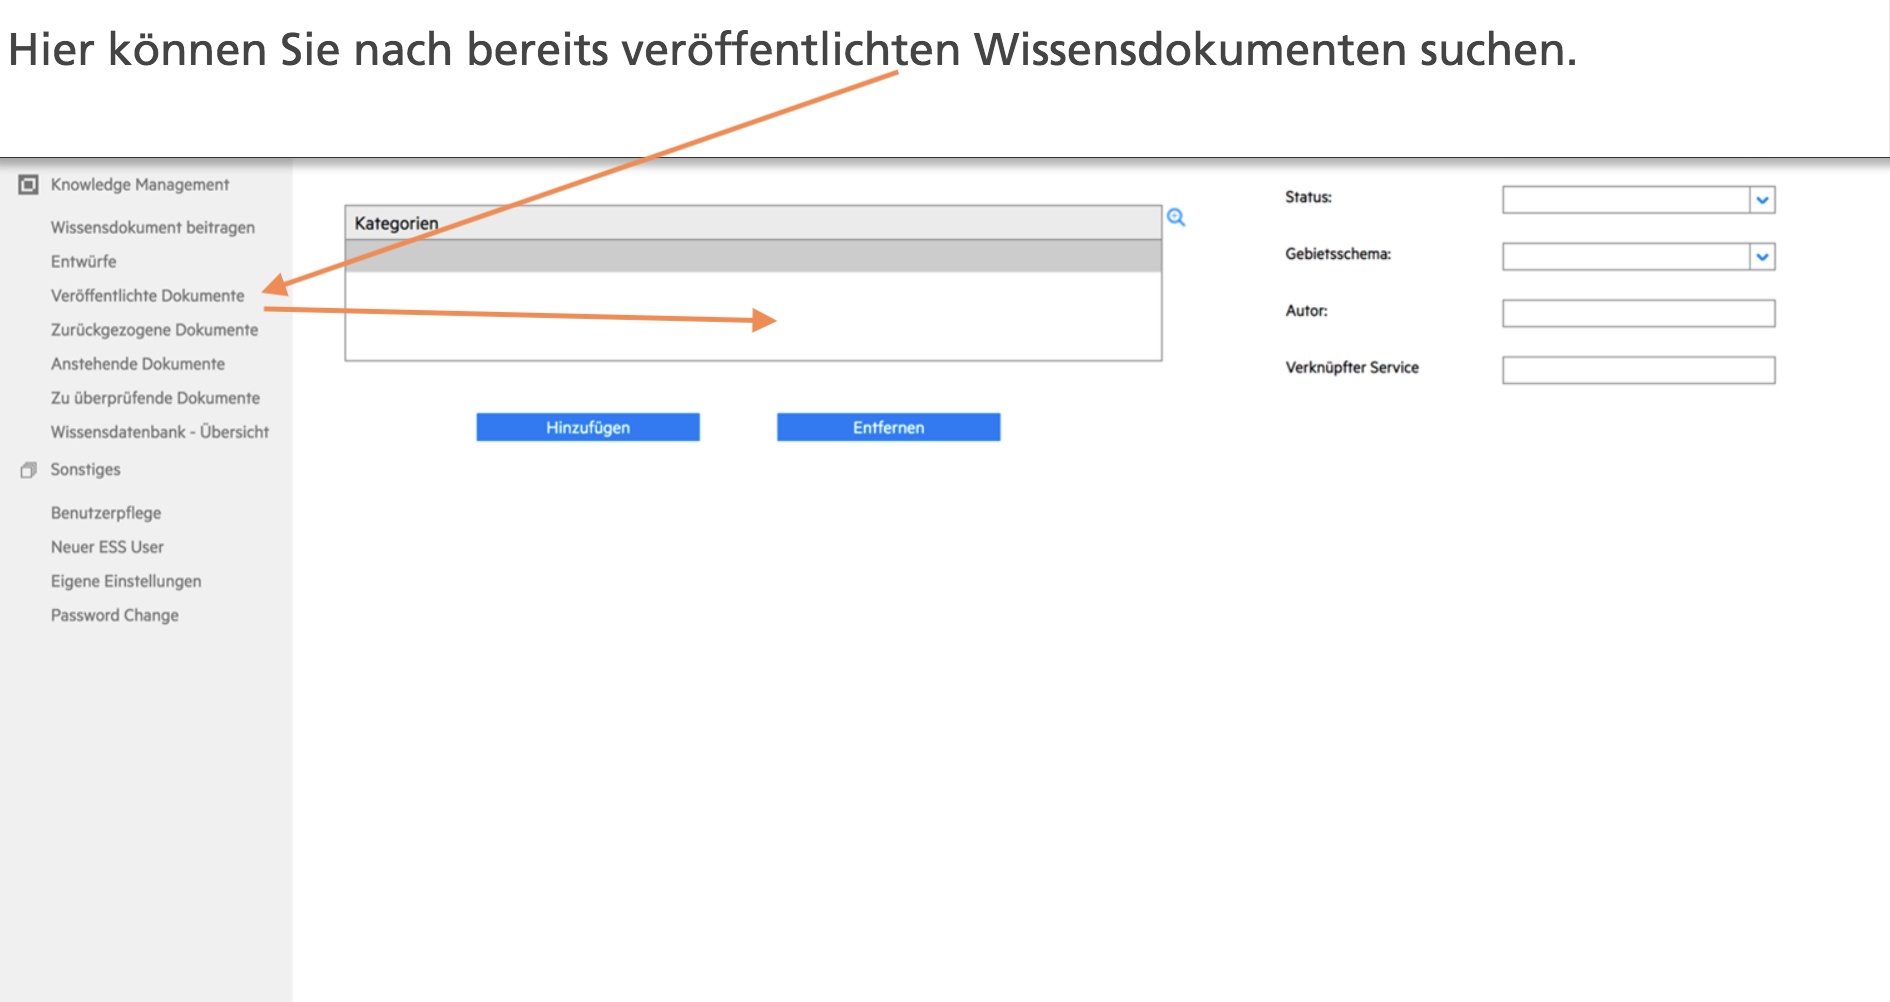 Hier können Sie nach bereits veröffentlichten Wissensdokumenten suchen.
Knowledge Management
Wissensdokument beitragen
Entwürfe
Veröffentlichte Dokumente
Zurückgezogene Dokumente
Anstehende Dokumente
Zu überprüfende Dokumente
Wissensdatenbank - Übersicht
Sonstiges
Benutzerpflege
Neuer ESS User
Eigene Einstellungen
Password Change
Kategorien
Hinzufügen
Entfernen
Status:
Gebietsschema:
Autor:
Verknüpfter Service